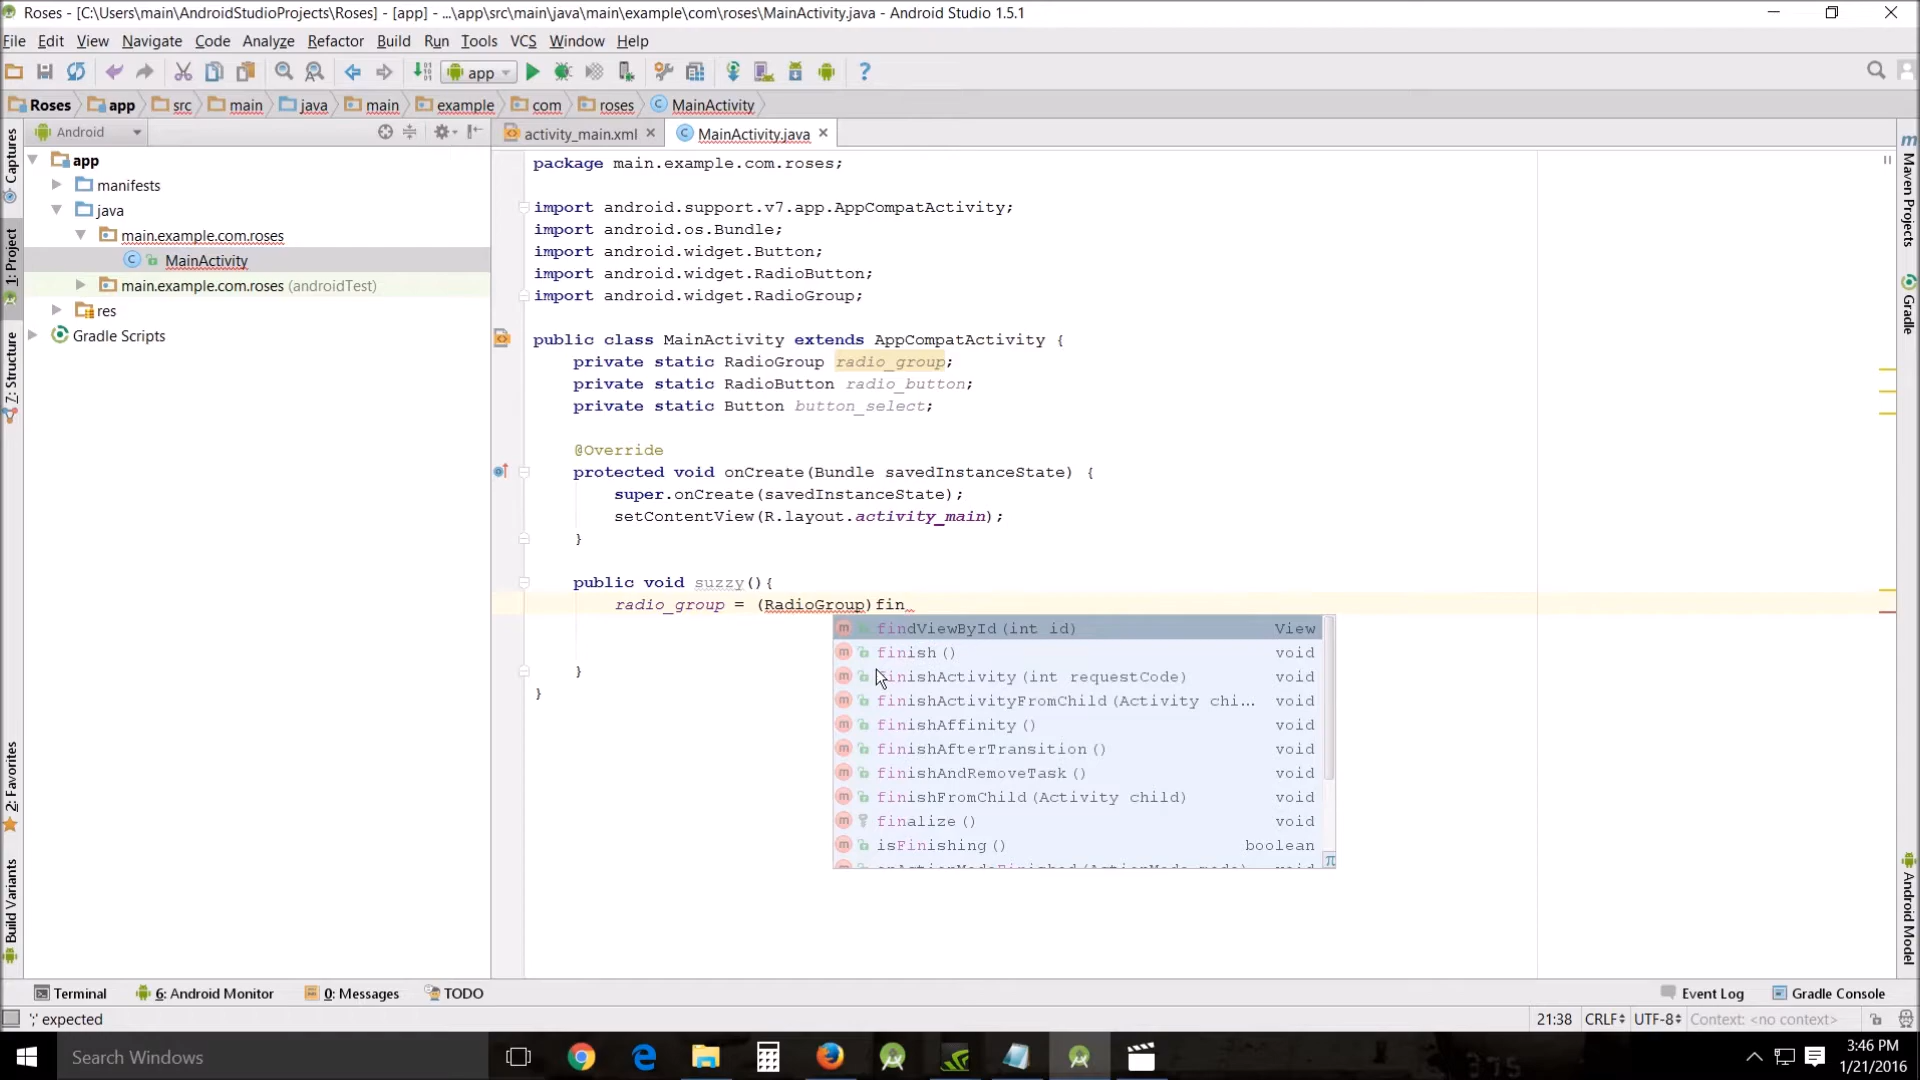 Roses - [C:\Users\main\AndroidStudioProjects\Roses] - [app] - ...\app\src\main\java\main\example\com\roses\MainActivity.java - Android Studio 1.5.1
File Edit View Navigate Code Analyze Refactor Build Run Tools VCS Window Help
app
Roses app src main java main example com roses MainActivity
Android
activity_main.xml MainActivity.java
Captures
1: Project
Z: Structure
2: Favorites
Build Variants
app
manifests
java
main.example.com.roses
MainActivity
main.example.com.roses (androidTest)
res
Gradle Scripts
package main.example.com.roses;
import android.support.v7.app.AppCompatActivity;
import android.os.Bundle;
import android.widget.Button;
import android.widget.RadioButton;
import android.widget.RadioGroup;
public class MainActivity extends AppCompatActivity {
private static RadioGroup radio_group;
private static RadioButton radio_button;
private static Button button_select;
@Override
protected void onCreate(Bundle savedInstanceState) {
super.onCreate(savedInstanceState);
setContentView(R.layout.activity_main);
}
public void suzzy(){
radio_group = (RadioGroup)fin
findViewById(int id) View
finish() void
finishActivity(int requestCode) void
finishActivityFromChild(Activity chi... void
finishAffinity() void
finishAfterTransition() void
finishAndRemoveTask() void
finishFromChild(Activity child) void
finalize() void
isFinishing() boolean
}
}
Maven Projects
Gradle
Android Model
Terminal 6: Android Monitor 0: Messages TODO Event Log Gradle Console
';' expected 21:38 CRLF UTF-8 Context: <no context>
Search Windows
3:46 PM
1/21/2016